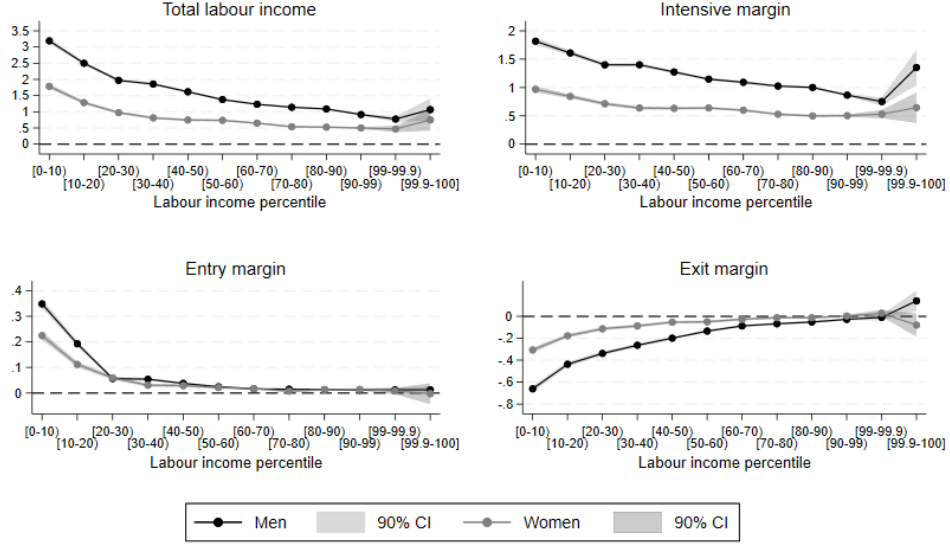 Total labour income
3.5
3
2.5
2
1.5
1
.5
0
[0-10) [20-30) [40-50) [60-70) [80-90) [99-99.9)
[10-20) [30-40) [50-60) [70-80) [90-99) [99.9-100]
Labour income percentile
Intensive margin
2
1.5
1
.5
0
[0-10) [20-30) [40-50) [60-70) [80-90) [99-99.9)
[10-20) [30-40) [50-60) [70-80) [90-99) [99.9-100]
Labour income percentile
Entry margin
.4
.3
.2
.1
0
[0-10) [20-30) [40-50) [60-70) [80-90) [99-99.9)
[10-20) [30-40) [50-60) [70-80) [90-99) [99.9-100]
Labour income percentile
Exit margin
0
-.2
-.4
-.6
-.8
[0-10) [20-30) [40-50) [60-70) [80-90) [99-99.9)
[10-20) [30-40) [50-60) [70-80) [90-99) [99.9-100]
Labour income percentile
Men 90% CI Women 90% CI